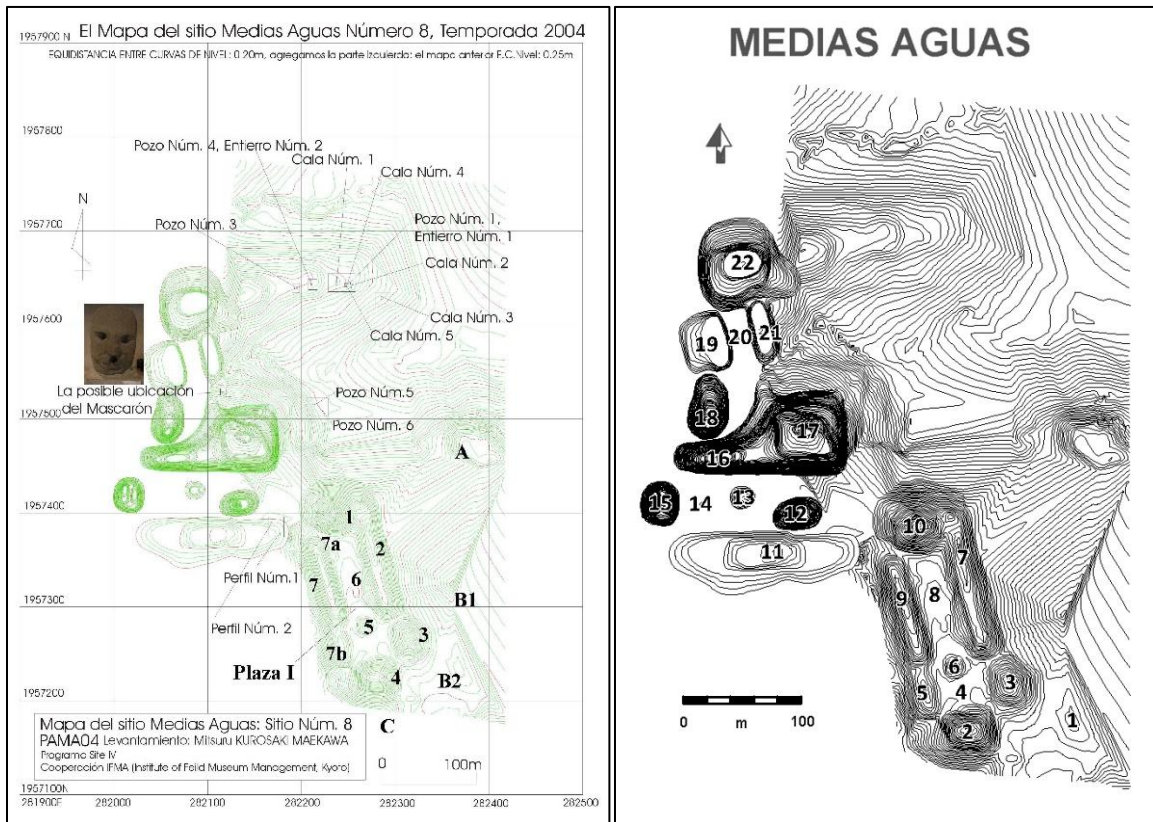 El Mapa del sitio Medias Aguas Número 8, Temporada 2004
1957900 N
EQUIDISTANCIA ENTRE CURVAS DE NIVEL: 0.20m, agregamos la parte izquierda: el mapa anterior E.C.Nivel: 0.25m
1957800
Pozo Núm. 4, Entierro Núm. 2
Cala Núm. 1
Cala Núm. 4
N
1957700
Pozo Núm. 3
Pozo Núm. 1,
Entierro Núm. 1
Cala Núm. 2
Cala Núm. 3
1957600
Cala Núm. 5
La posible ubicación
del Mascarón
Pozo Núm.5
1957500
Pozo Núm. 6
A
1957400
1
7a
2
7
6
Perfil Núm.1
B1
1957300
Perfil Núm. 2
5
3
7b
Plaza I
4
B2
1957200
C
Mapa del sitio Medias Aguas: Sitio Núm. 8
PAMA04 Levantamiento: Mitsuru KUROSAKI MAEKAWA
Programa Site IV
Cooperación IFMA (Institute of Feild Museum Management, Kyoto)
0 100m
1957100 N
281900E 282000 282100 282200 282300 282400 282500
MEDIAS AGUAS
22
19 20 21
18
17
16
15 14 13
12
10
11
7
9
8
6
5 4 3
2
1
0 m 100